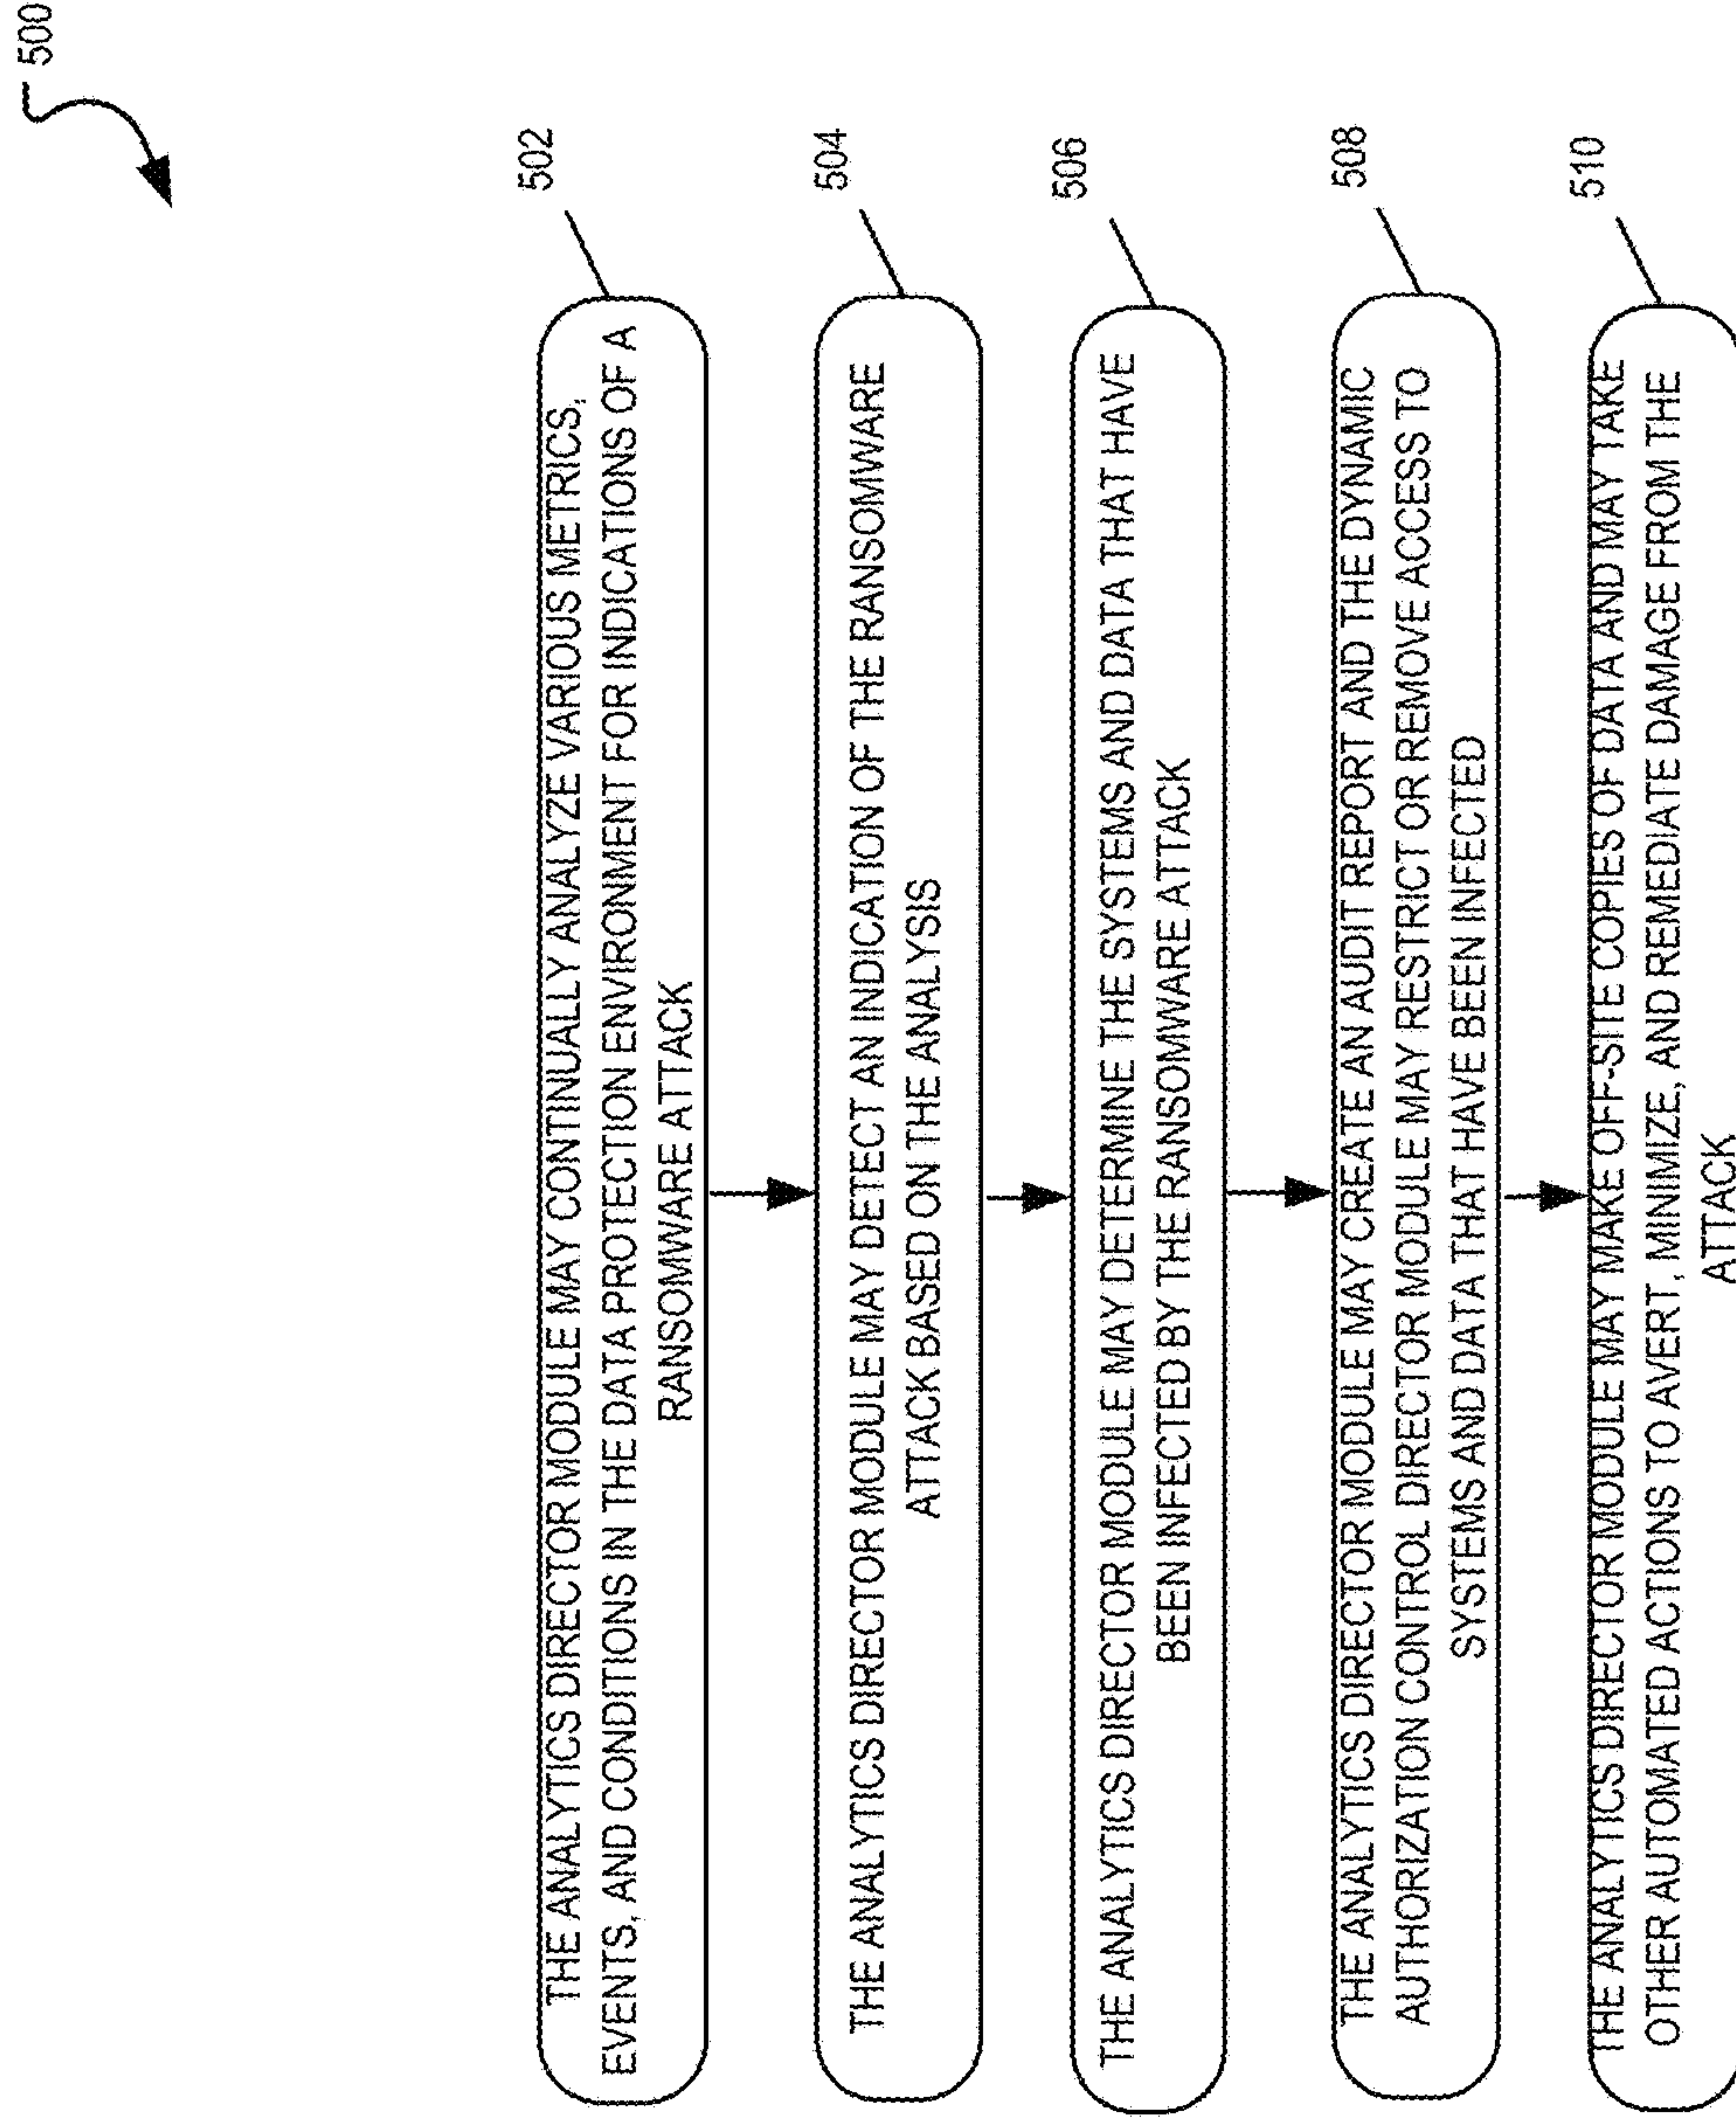 500
502
THE ANALYTICS DIRECTOR MODULE MAY CONTINUALLY ANALYZE VARIOUS METRICS,
EVENTS, AND CONDITIONS IN THE DATA PROTECTION ENVIRONMENT FOR INDICATIONS OF A
RANSOMWARE ATTACK
504
THE ANALYTICS DIRECTOR MODULE MAY DETECT AN INDICATION OF THE RANSOMWARE
ATTACK BASED ON THE ANALYSIS
506
THE ANALYTICS DIRECTOR MODULE MAY DETERMINE THE SYSTEMS AND DATA THAT HAVE
BEEN INFECTED BY THE RANSOMWARE ATTACK
508
THE ANALYTICS DIRECTOR MODULE MAY CREATE AN AUDIT REPORT AND THE DYNAMIC
AUTHORIZATION CONTROL DIRECTOR MODULE MAY RESTRICT OR REMOVE ACCESS TO
SYSTEMS AND DATA THAT HAVE BEEN INFECTED
510
THE ANALYTICS DIRECTOR MODULE MAY MAKE OFF-SITE COPIES OF DATA AND MAY TAKE
OTHER AUTOMATED ACTIONS TO AVERT, MINIMIZE, AND REMEDIATE DAMAGE FROM THE
ATTACK